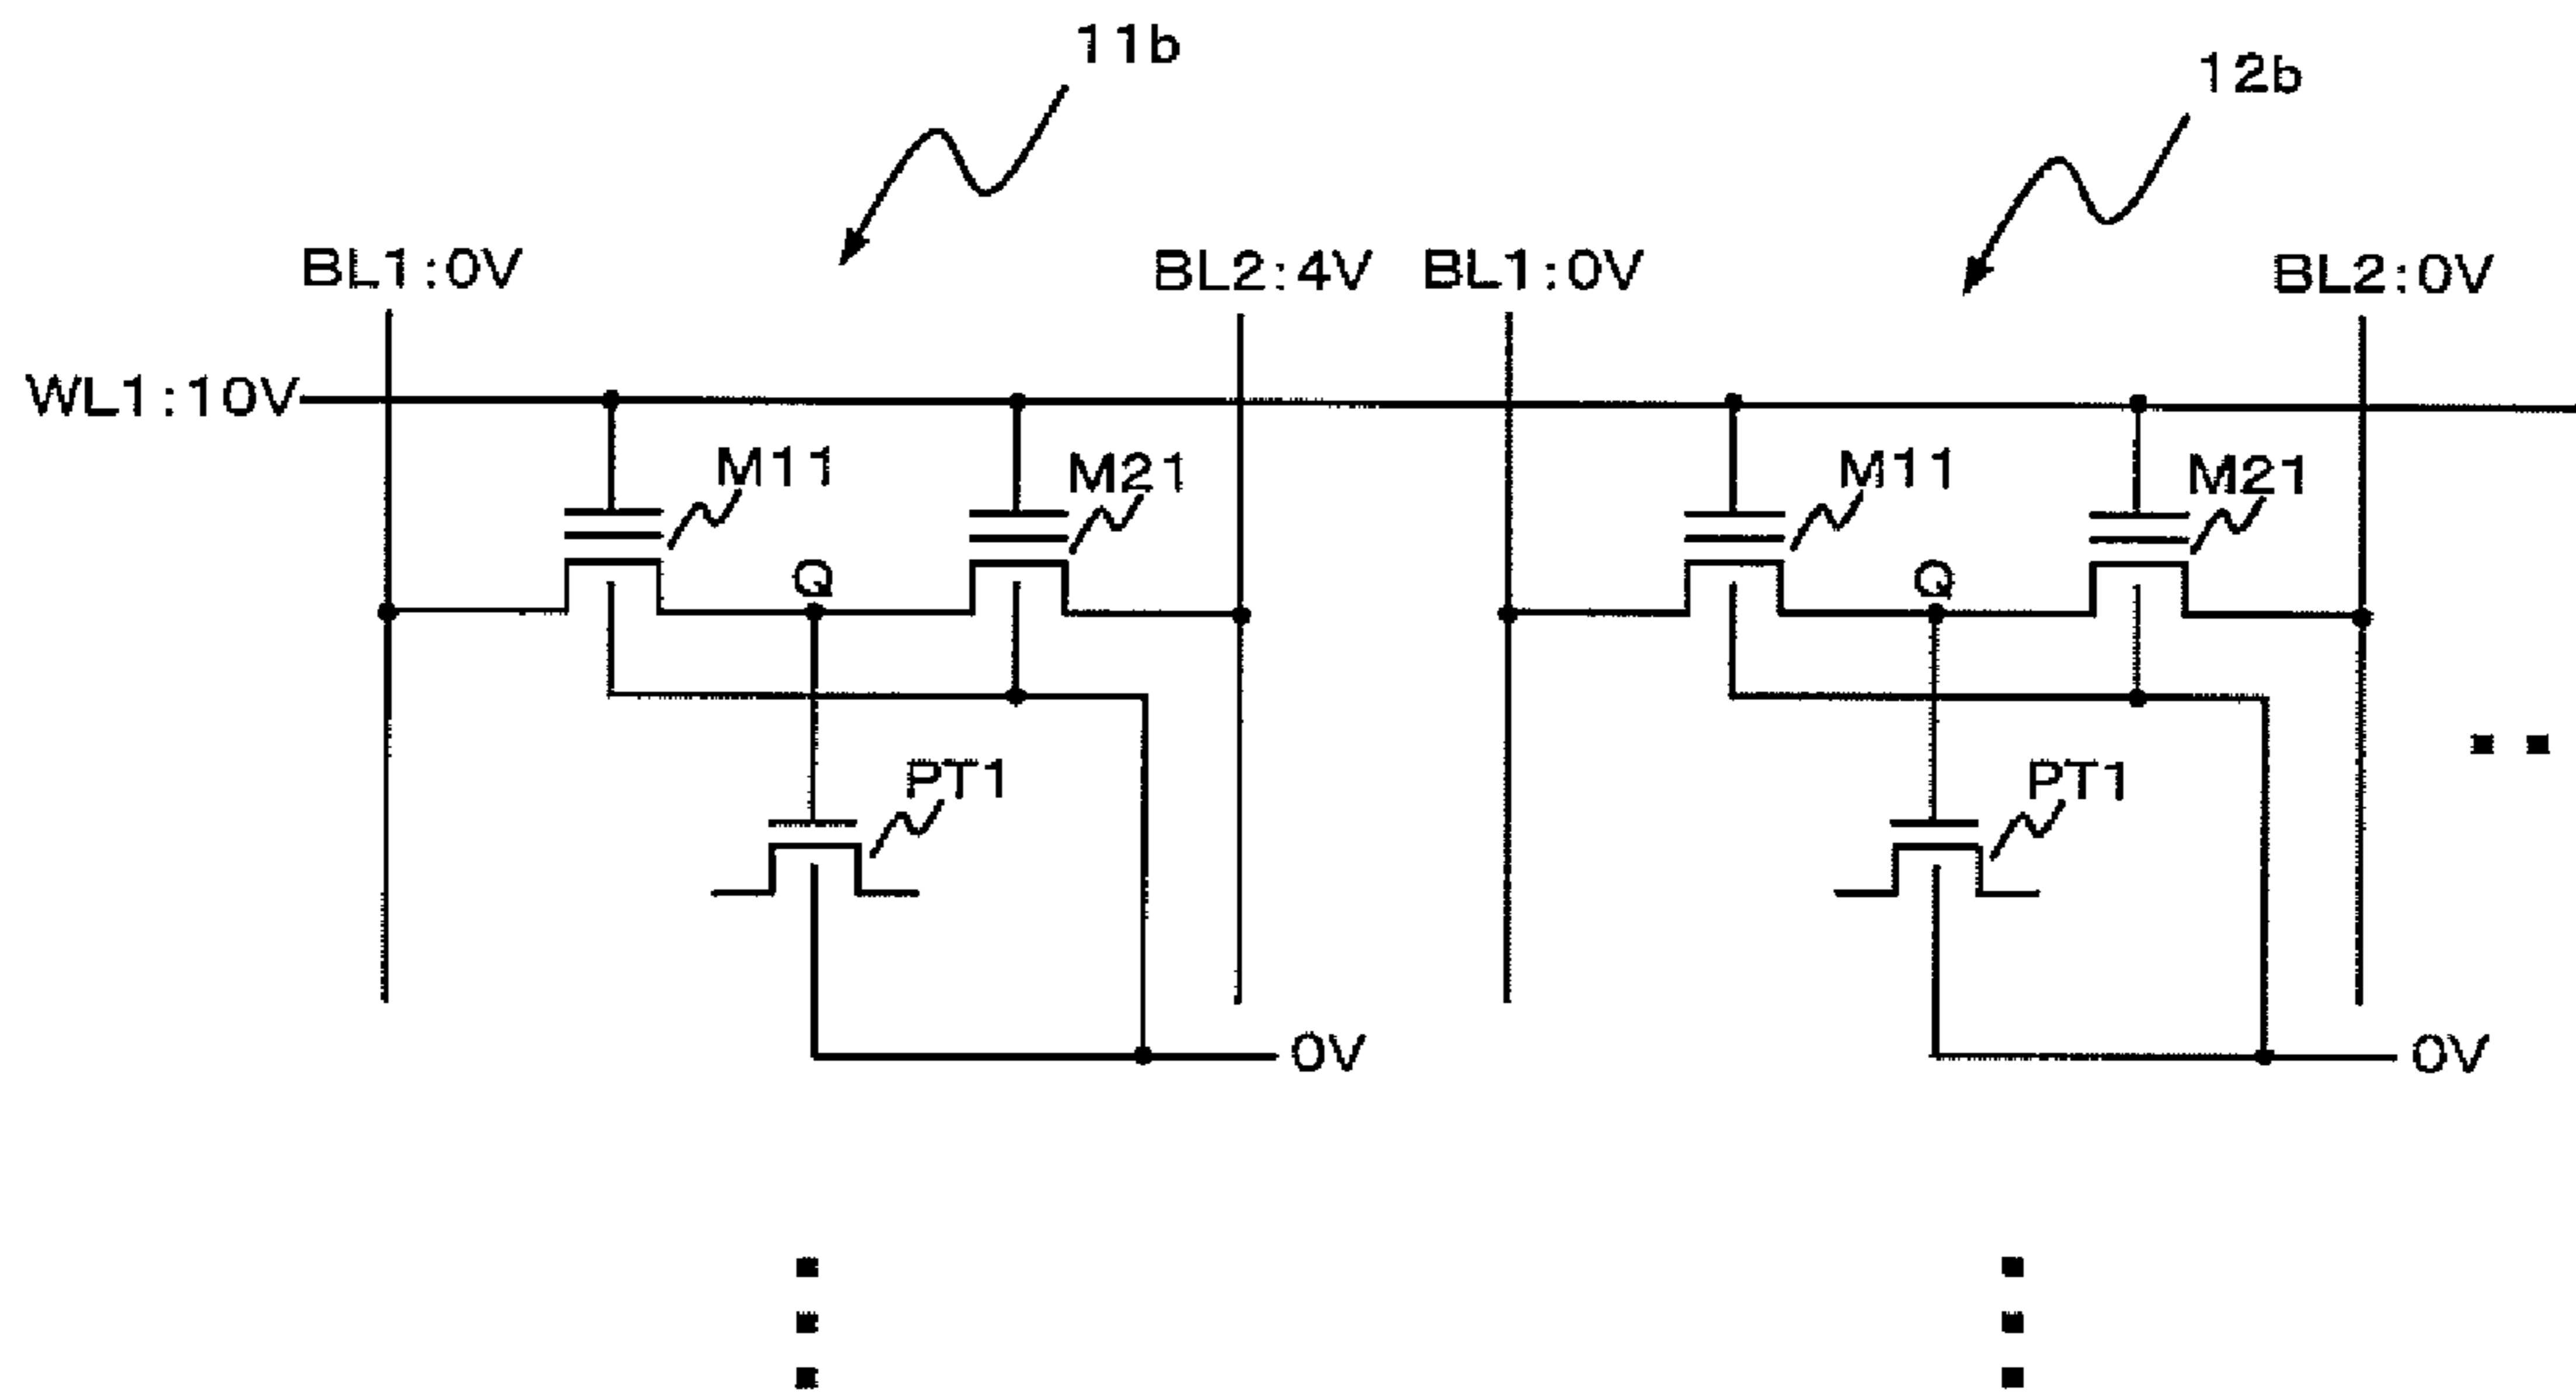 11b
12b
BL1:0V
BL2:4V
BL1:0V
BL2:0V
WL1:10V
M11
M21
M11
M21
Q
Q
PT1
PT1
0V
0V